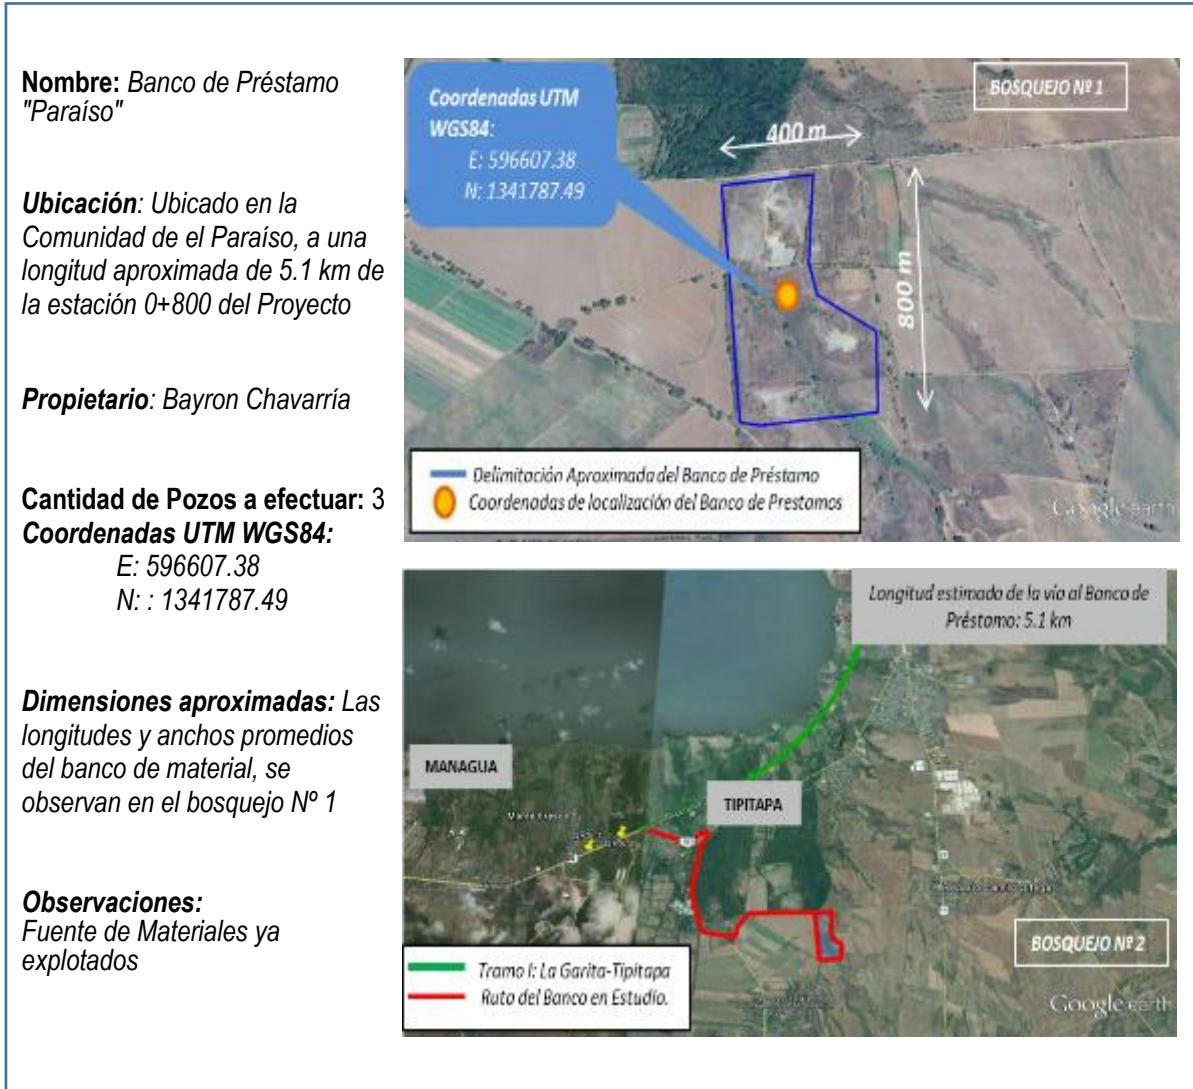 Nombre: Banco de Préstamo
"Paraíso"
Ubicación: Ubicado en la
Comunidad de el Paraíso, a una
longitud aproximada de 5.1 km de
la estación 0+800 del Proyecto
Propietario: Bayron Chavarría
Cantidad de Pozos a efectuar: 3
Coordenadas UTM WGS84:
E: 596607.38
N: : 1341787.49
Dimensiones aproximadas: Las
longitudes y anchos promedios
del banco de material, se
observan en el bosquejo Nº 1
Observaciones:
Fuente de Materiales ya
explotados
Coordenadas UTM
WGS84:
E: 596607.38
N: 1341787.49
BOSQUEJO Nº 1
400 m
800 m
Delimitación Aproximada del Banco de Préstamo
Coordenadas de localización del Banco de Prestamos
Google earth
Longitud estimada de la vía al Banco de
Préstamo: 5.1 km
MANAGUA
TIPITAPA
BOSQUEJO Nº 2
Tramo I: La Garita-Tipitapa
Ruta del Banco en Estudio.
Google earth